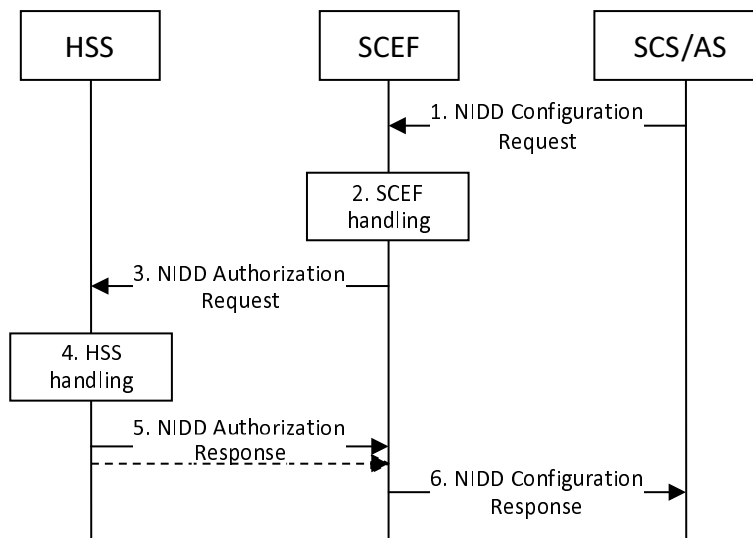 HSS
SCEF
SCS/AS
1. NIDD Configuration
Request
2. SCEF
handling
3. NIDD Authorization
Request
4. HSS
handling
5. NIDD Authorization
Response
6. NIDD Configuration
Response